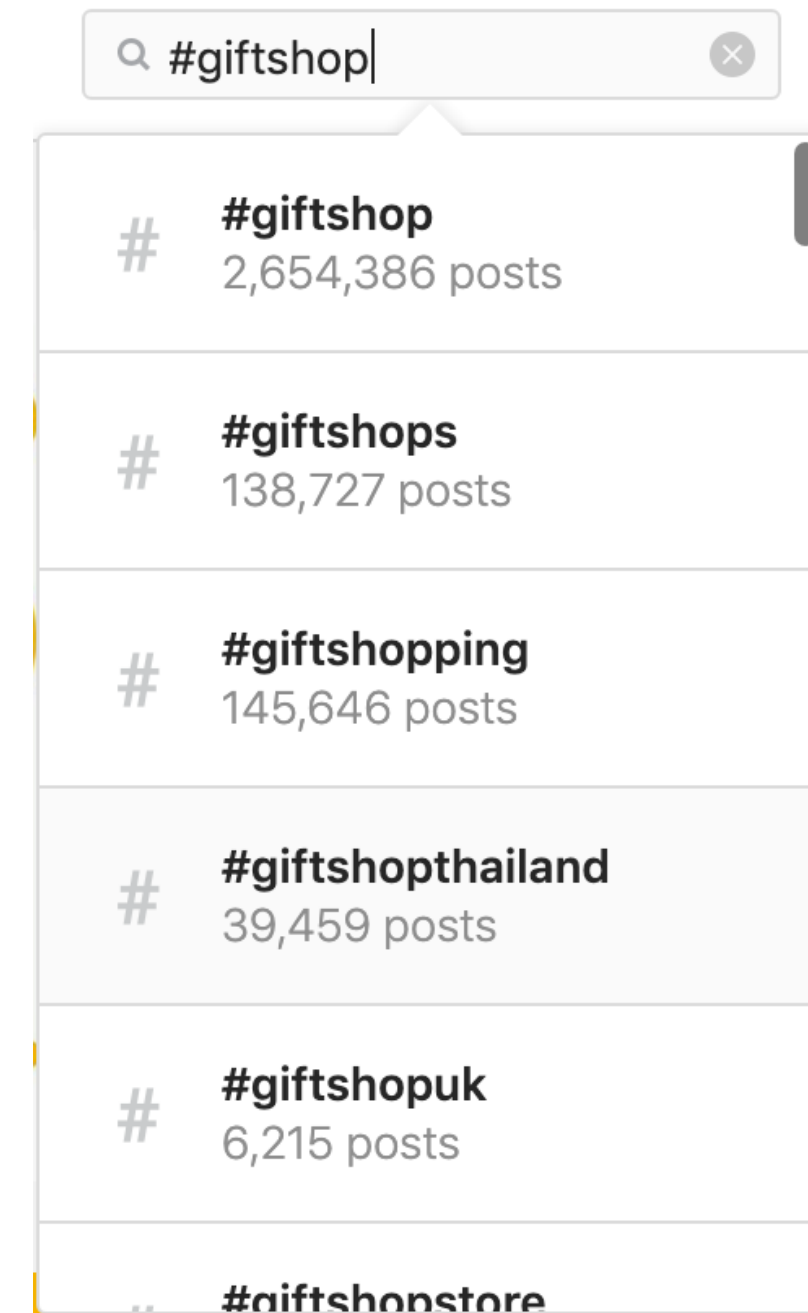 #giftshop
#giftshop
2,654,386 posts
#giftshops
138,727 posts
#giftshopping
145,646 posts
#giftshopthailand
39,459 posts
#giftshopuk
6,215 posts
#giftshopstore